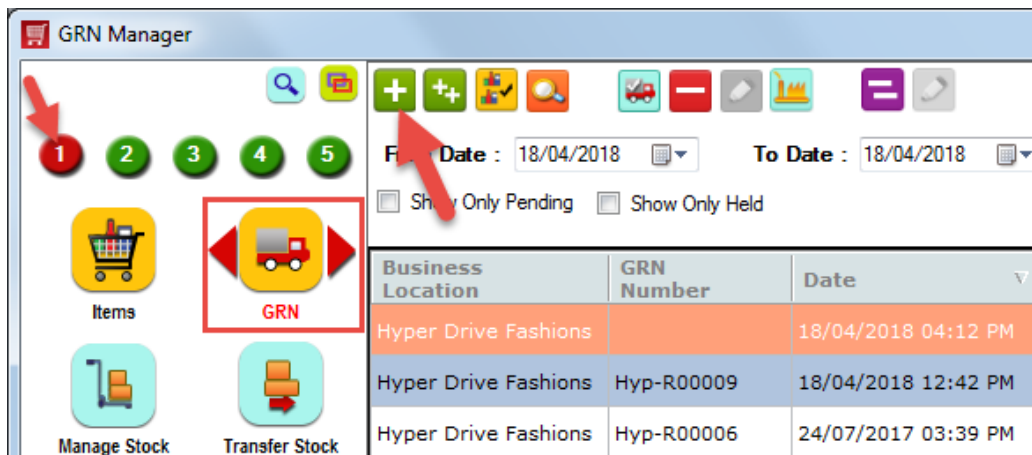 GRN Manager
1 2 3 4 5
From Date : 18/04/2018 To Date : 18/04/2018
Show Only Pending Show Only Held
Items GRN
Manage Stock Transfer Stock
Business Location GRN Number Date
Hyper Drive Fashions 18/04/2018 04:12 PM
Hyper Drive Fashions Hyp-R00009 18/04/2018 12:42 PM
Hyper Drive Fashions Hyp-R00006 24/07/2017 03:39 PM